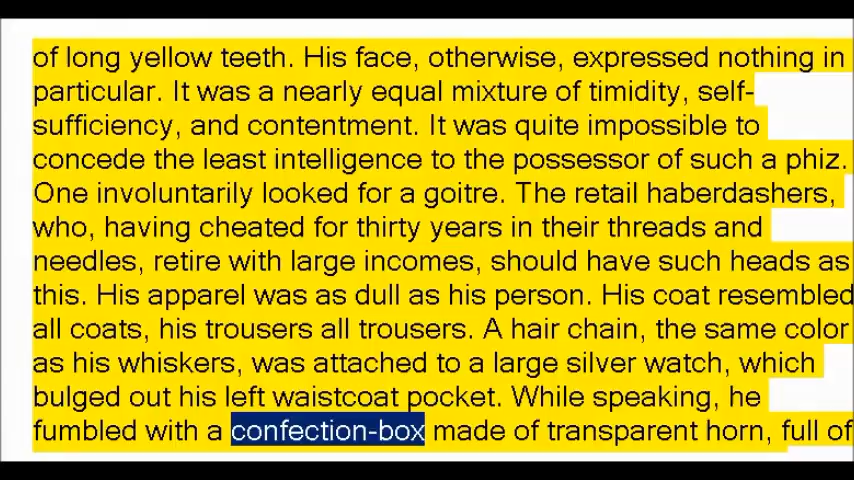 of long yellow teeth. His face, otherwise, expressed nothing in
particular. It was a nearly equal mixture of timidity, self-
sufficiency, and contentment. It was quite impossible to
concede the least intelligence to the possessor of such a phiz.
One involuntarily looked for a goitre. The retail haberdashers,
who, having cheated for thirty years in their threads and
needles, retire with large incomes, should have such heads as
this. His apparel was as dull as his person. His coat resembled
all coats, his trousers all trousers. A hair chain, the same color
as his whiskers, was attached to a large silver watch, which
bulged out his left waistcoat pocket. While speaking, he
fumbled with a confection-box made of transparent horn, full of